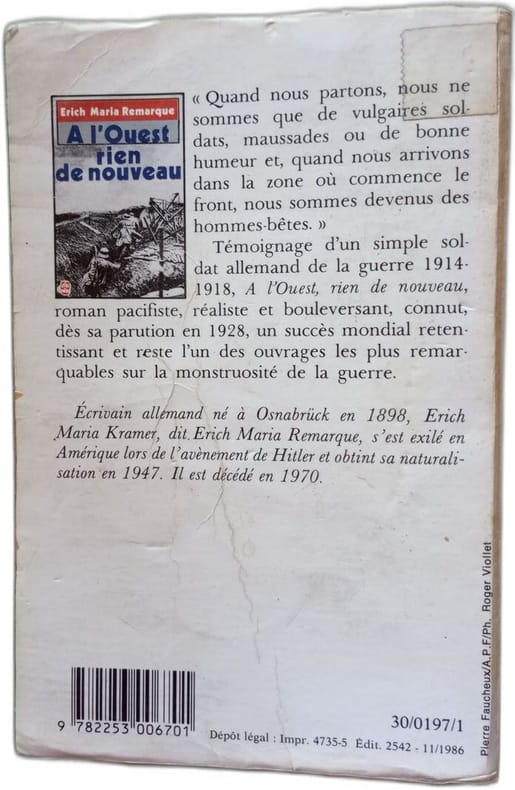 Erich Maria Remarque
A l'Ouest
rien
de nouveau
« Quand nous partons, nous ne
sommes que de vulgaires sol-
dats, maussades ou de bonne
humeur et, quand nous arrivons
dans la zone où commence le
front, nous sommes devenus des
hommes-bêtes. »
Témoignage d'un simple sol-
dat allemand de la guerre 1914-
1918, A l'Ouest, rien de nouveau,
roman pacifiste, réaliste et bouleversant, connut,
dès sa parution en 1928, un succès mondial reten-
tissant et reste l'un des ouvrages les plus remar-
quables sur la monstruosité de la guerre.
Écrivain allemand né à Osnabrück en 1898, Erich
Maria Kramer, dit Erich Maria Remarque, s'est exilé en
Amérique lors de l'avènement de Hitler et obtint sa naturali-
sation en 1947. Il est décédé en 1970.
Pierre Faucheux/A.P.F/Ph. Roger Viollet
9 782253 006701
30/0197/1
Dépôt légal : Impr. 4735-5 Édit. 2542 - 11/1986